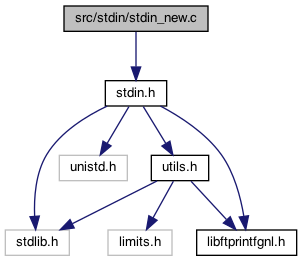 src/stdin/stdin_new.c
stdin.h
unistd.h
utils.h
stdlib.h
limits.h
libftprintfgnl.h